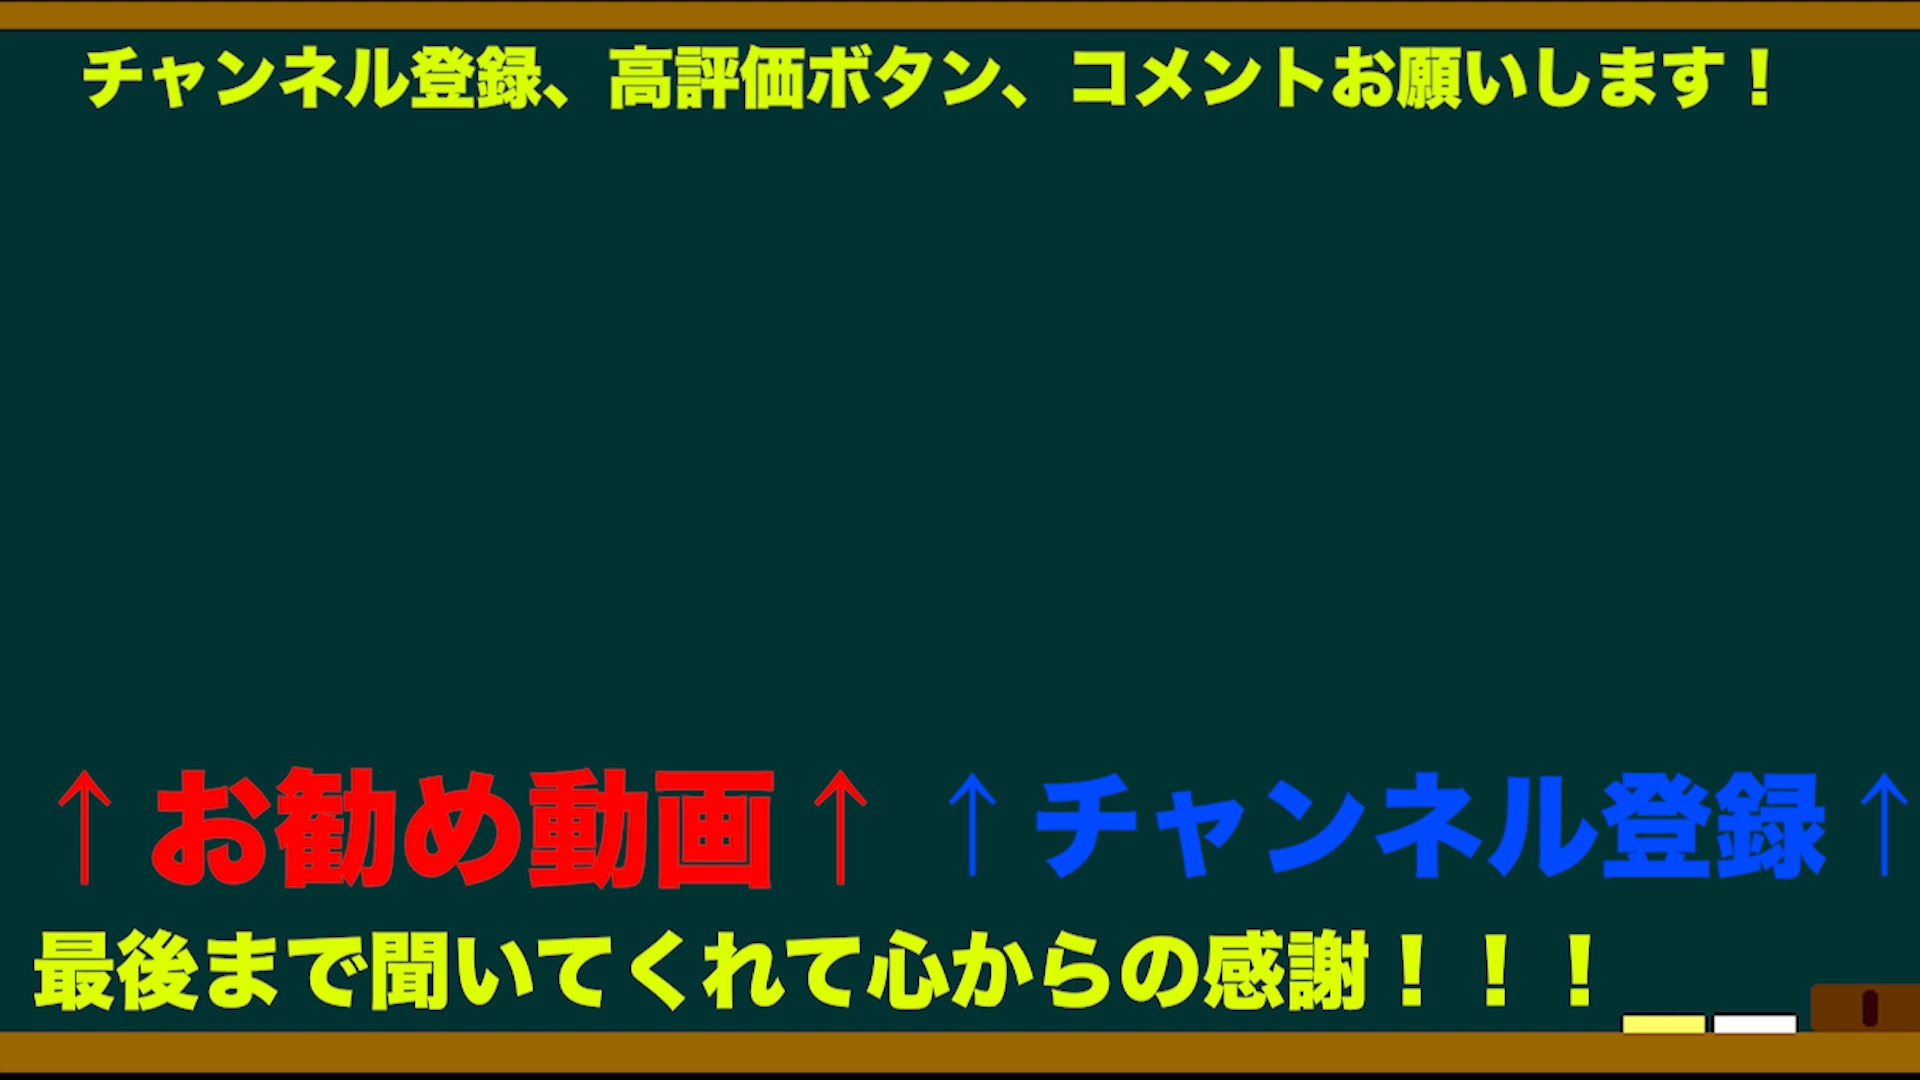 チャンネル登録、高評価ボタン、コメントお願いします！
↑お勧め動画↑ ↑チャンネル登録↑
最後まで聞いてくれて心からの感謝！！！